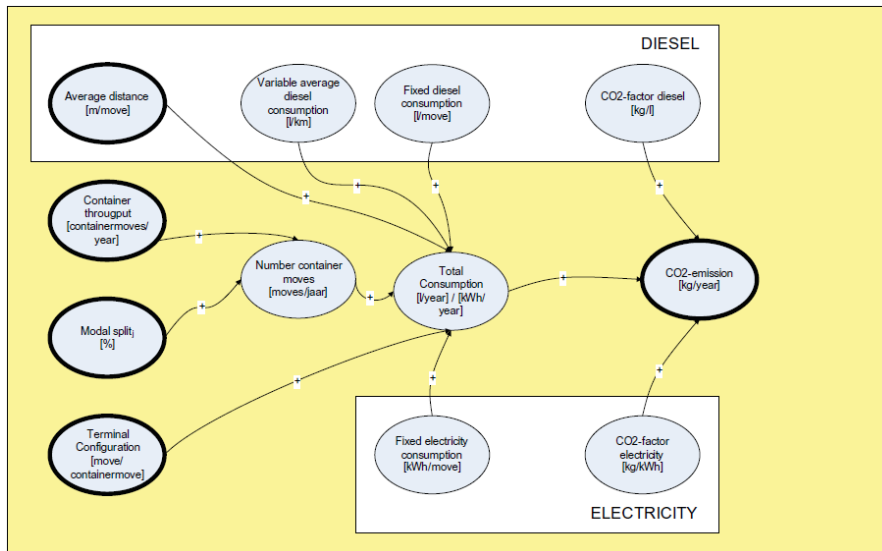 DIESEL
Average distance
[m/move]
Variable average
diesel
consumption
[l/km]
Fixed diesel
consumption
[l/move]
CO2-factor diesel
[kg/l]
+
+
+
+
Container
througput
[containermoves/
year]
+
Number container
moves
[moves/jaar]
+
Total
Consumption
[l/year] / [kWh/
year]
+
CO2-emission
[kg/year]
Modal splitj
[%]
+
+
+
+
Terminal
Configuration
[move/
containermove]
Fixed electricity
consumption
[kWh/move]
CO2-factor
electricity
[kg/kWh]
ELECTRICITY